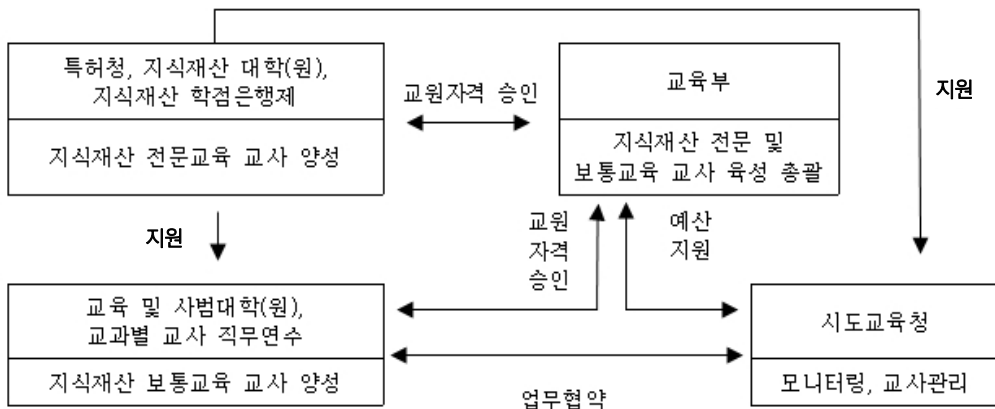 특허청, 지식재산 대학(원),
지식재산 학점은행제
지식재산 전문교육 교사 양성
교원자격 승인
교육부
지식재산 전문 및
보통교육 교사 육성 총괄
지원
지원
교원
자격
승인
예산
지원
교육 및 사범대학(원),
교과별 교사 직무연수
지식재산 보통교육 교사 양성
시도교육청
모니터링, 교사관리
업무협약